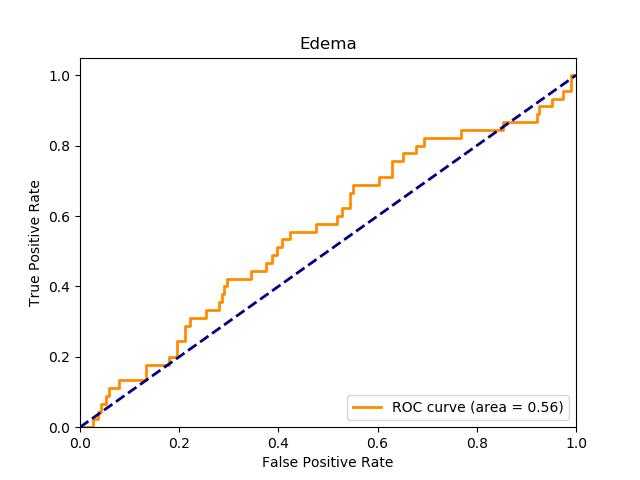 Edema
1.0
0.8
0.6
0.4
0.2
0.0
True Positive Rate
ROC curve (area = 0.56)
0.0 0.2 0.4 0.6 0.8 1.0
False Positive Rate